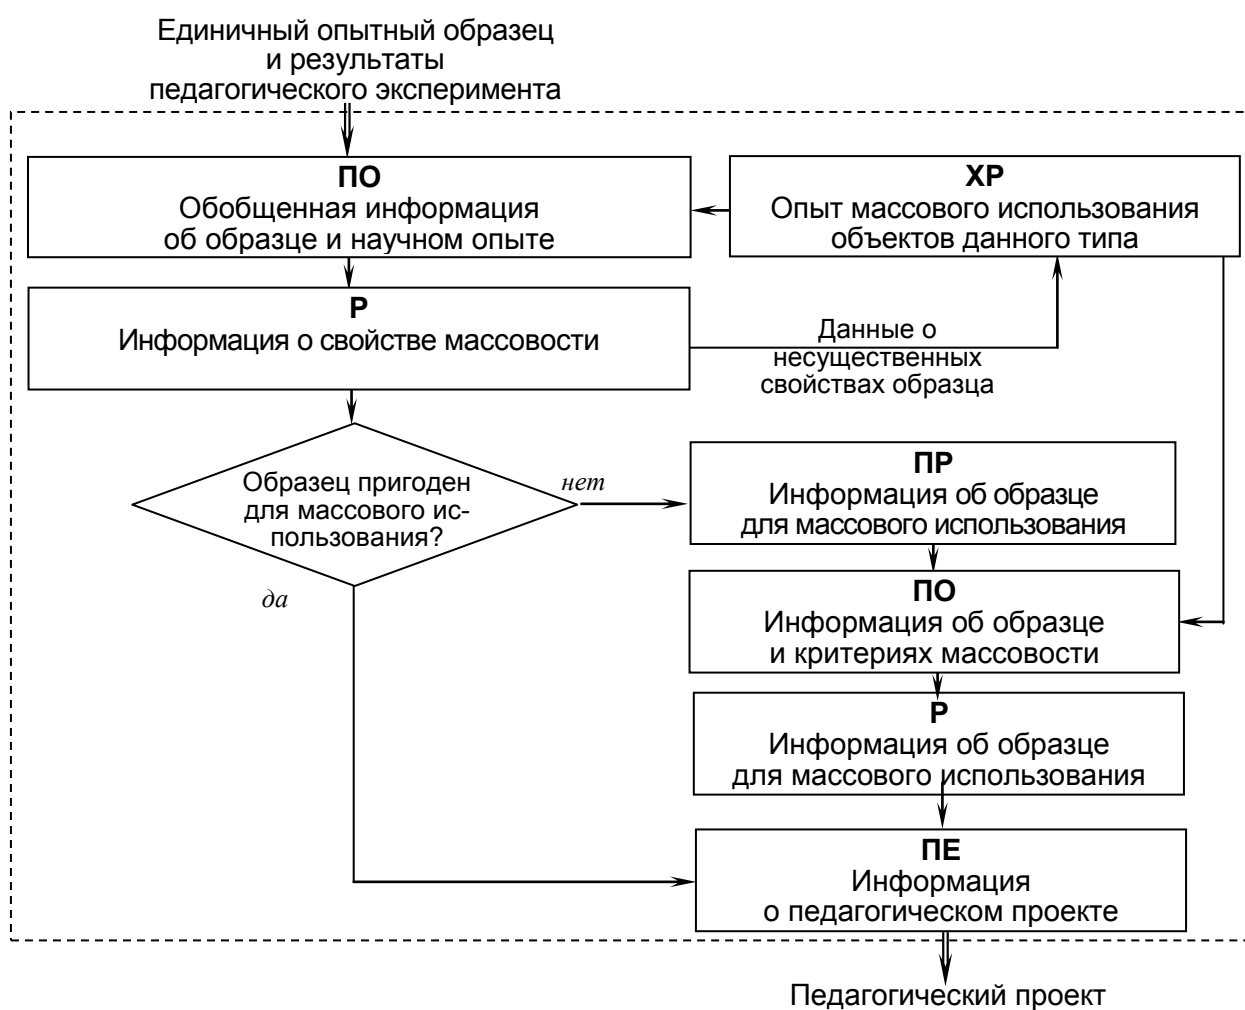 Единичный опытный образец
и результаты
педагогического эксперимента
ПО
Обобщенная информация
об образце и научном опыте
ХР
Опыт массового использования
объектов данного типа
Р
Информация о свойстве массовости
Данные о
несущественных
свойствах образца
Образец пригоден
для массового ис-
пользования?
нет
да
ПР
Информация об образце
для массового использования
ПО
Информация об образце
и критериях массовости
Р
Информация об образце
для массового использования
ПЕ
Информация
о педагогическом проекте
Педагогический проект